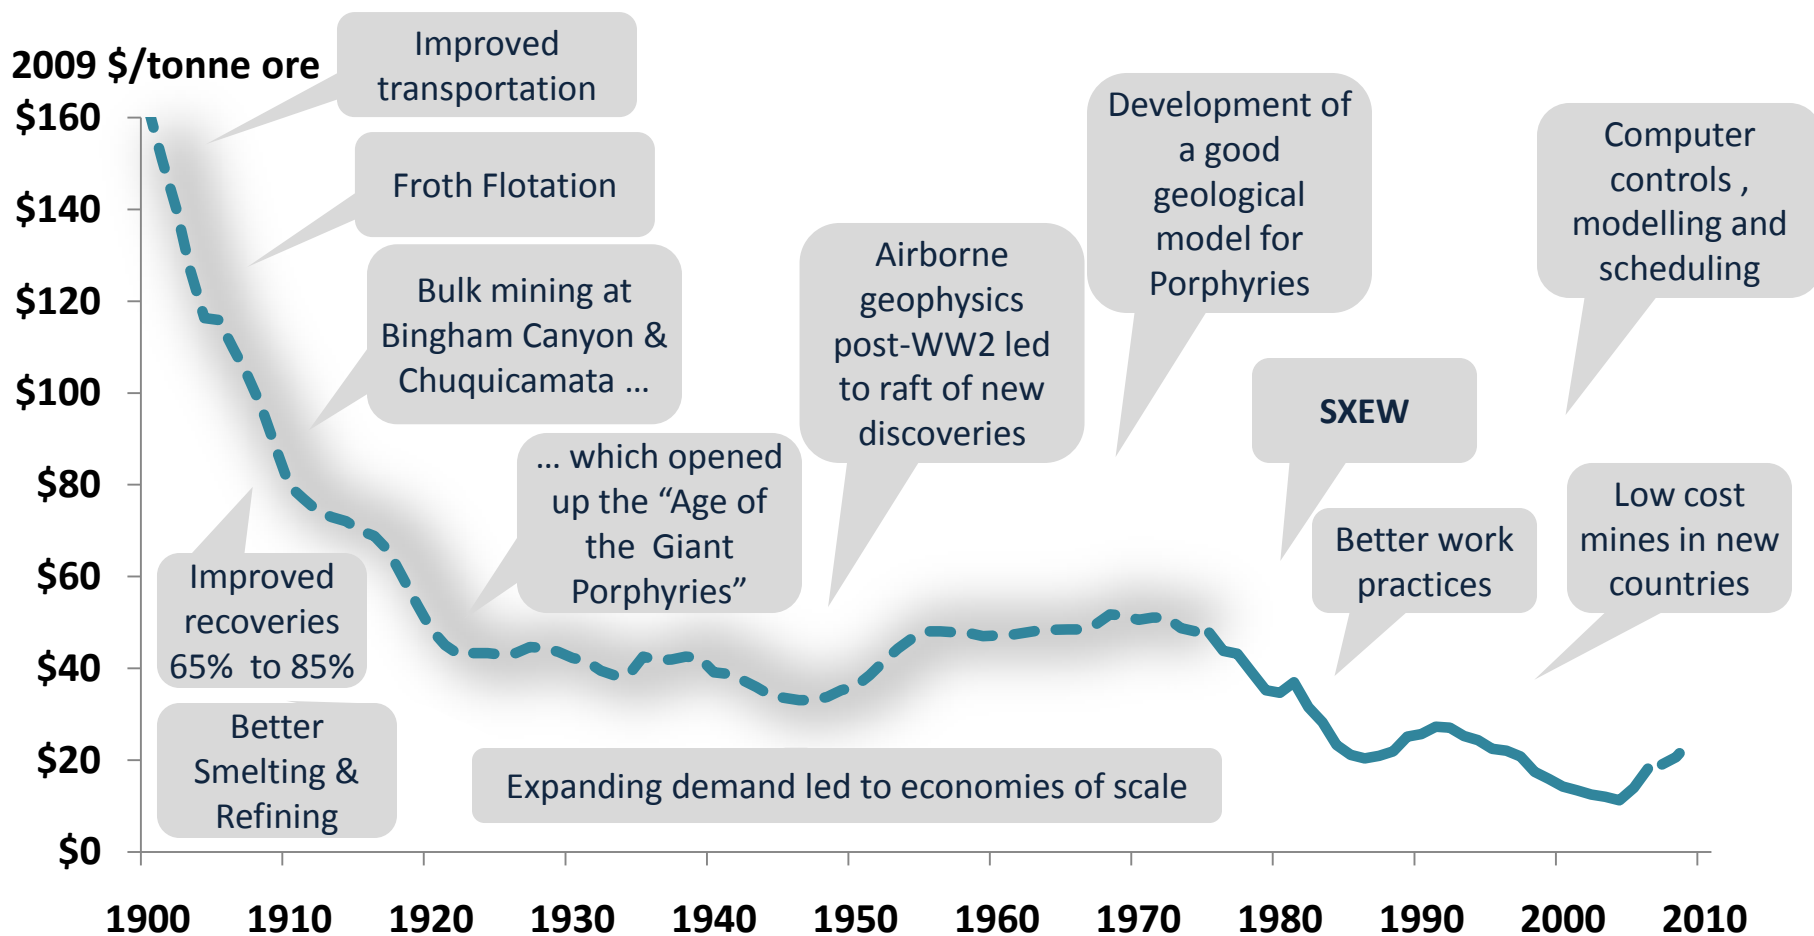 2009 $/tonne ore
$160
$140
$120
$100
$80
$60
$40
$20
$0
1900
1910
1920
1930
1940
1950
1960
1970
1980
1990
2000
2010
Improved
transportation
Froth Flotation
Bulk mining at
Bingham Canyon &
Chuquicamata ...
... which opened
up the “Age of
the  Giant
Porphyries”
Improved
recoveries
65%  to 85%
Better
Smelting &
Refining
Expanding demand led to economies of scale
Airborne
geophysics
post-WW2 led
to raft of new
discoveries
Development of
a good
geological
model for
Porphyries
SXEW
Better work
practices
Computer
controls ,
modelling and
scheduling
Low cost
mines in new
countries